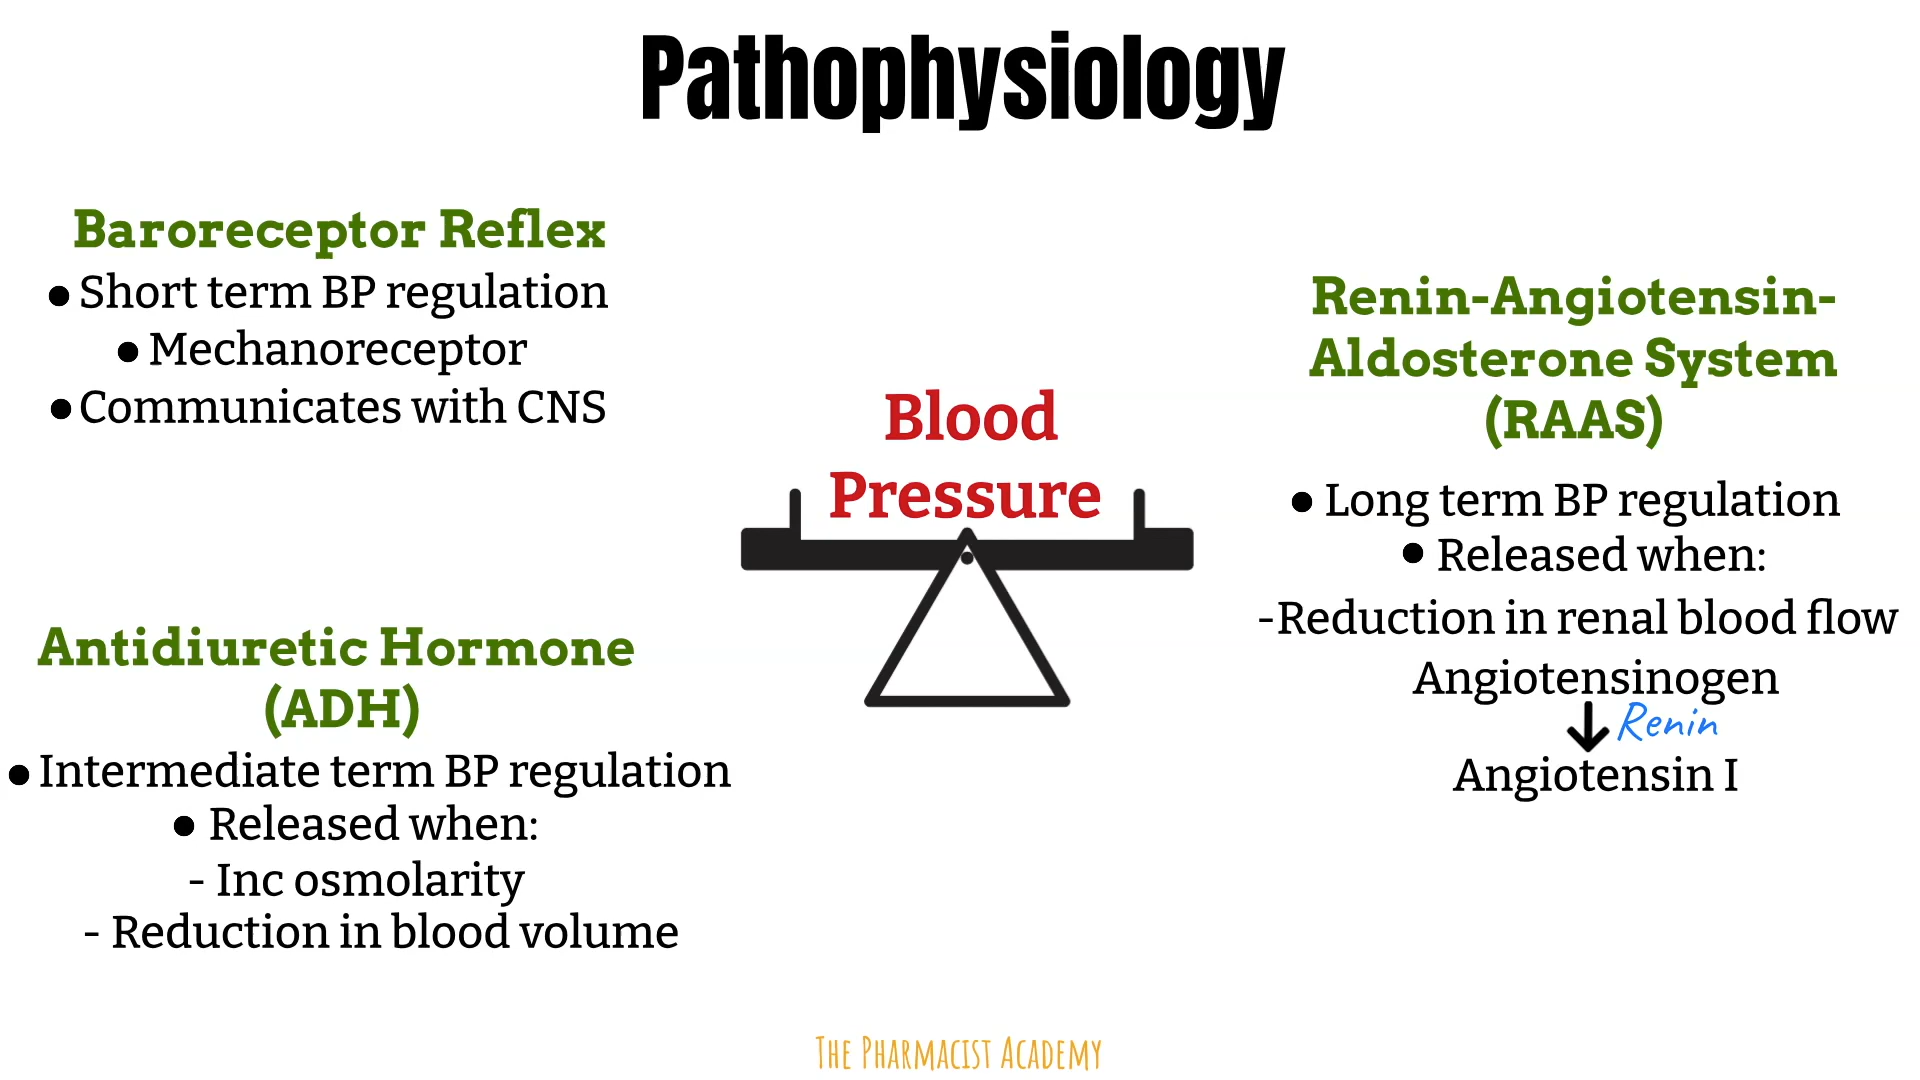 Pathophysiology
Baroreceptor Reflex
● Short term BP regulation
● Mechanoreceptor
● Communicates with CNS
Antidiuretic Hormone
(ADH)
● Intermediate term BP regulation
● Released when:
- Inc osmolarity
- Reduction in blood volume
Blood
Pressure
Renin-Angiotensin-
Aldosterone System
(RAAS)
● Long term BP regulation
● Released when:
-Reduction in renal blood flow
Angiotensinogen
Renin
Angiotensin I
The Pharmacist Academy